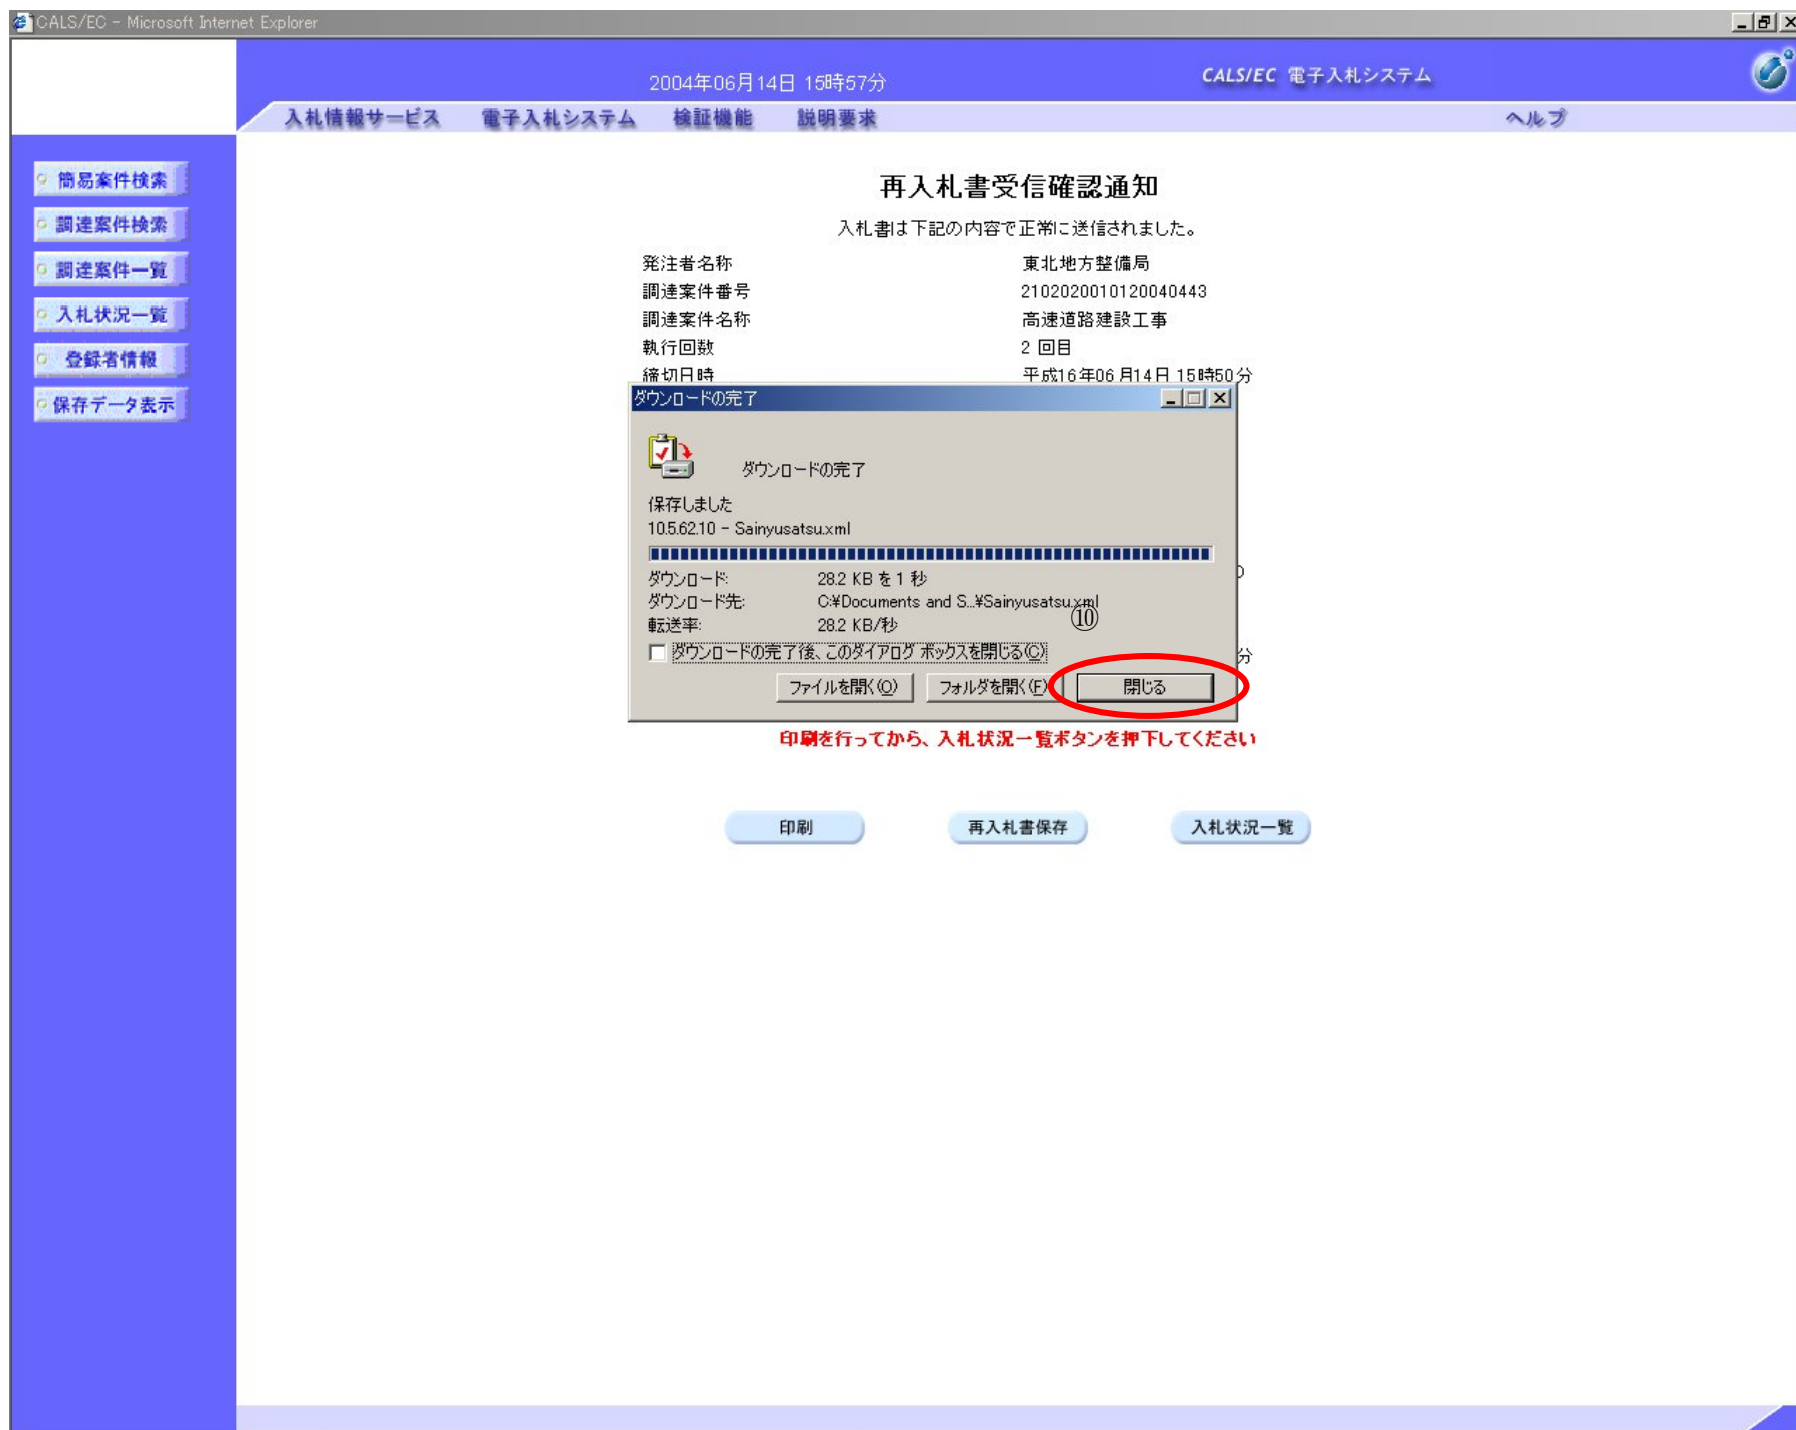 CALS/EC - Microsoft Internet Explorer
2004年06月14日 15時57分
CALS/EC 電子入札システム
入札情報サービス 電子入札システム 検証機能 説明要求 ヘルプ
簡易案件検索
調達案件検索
調達案件一覧
入札状況一覧
登録者情報
保存データ表示
再入札書受信確認通知
入札書は下記の内容で正常に送信されました。
発注者名称 東北地方整備局
調達案件番号 2102020010120040443
調達案件名称 高速道路建設工事
執行回数 2 回目
締切日時 平成16年06月14日 15時50分
ダウンロードの完了
ダウンロードの完了
保存しました
10.5.62.10 - Sainyusatsu.xml
ダウンロード: 28.2 KB を 1 秒
ダウンロード先: C:¥Documents and S...¥Sainyusatsu.xml
⑩
転送率: 28.2 KB/秒
ダウンロードの完了後、このダイアログ ボックスを閉じる(C)
分
ファイルを開く(O) フォルダを開く(F) 閉じる
印刷を行ってから、入札状況一覧ボタンを押下してください
印刷 再入札書保存 入札状況一覧